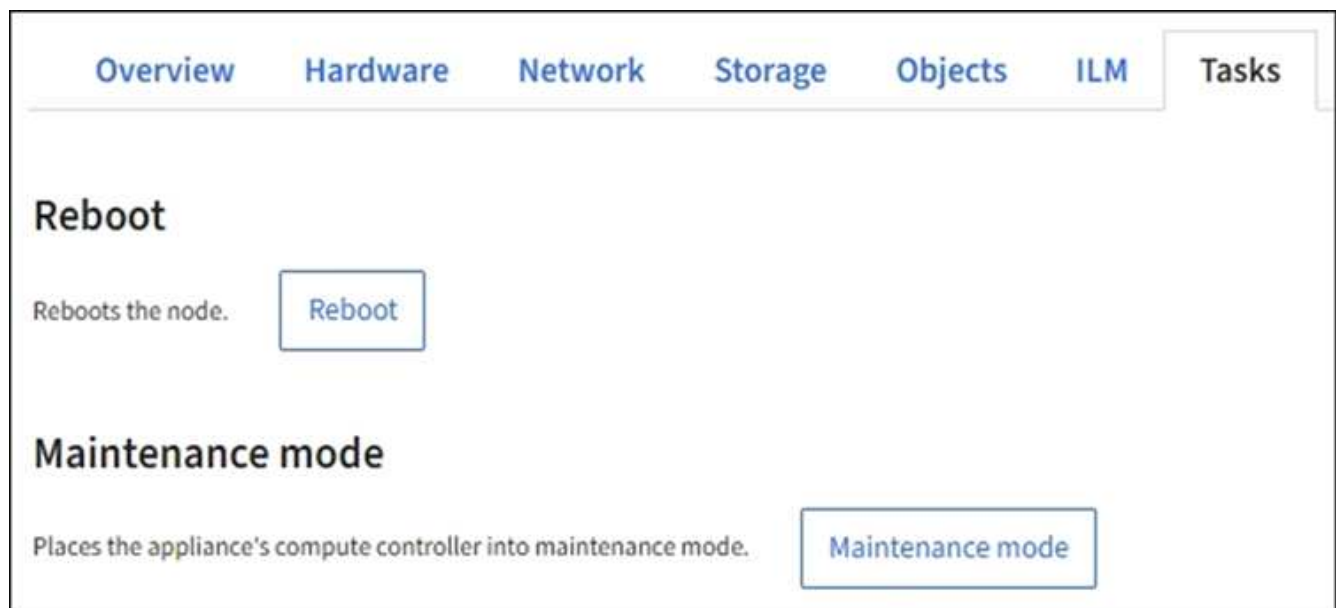 Overview Hardware Network Storage Objects ILM Tasks
Reboot
Reboots the node. Reboot
Maintenance mode
Places the appliance's compute controller into maintenance mode. Maintenance mode